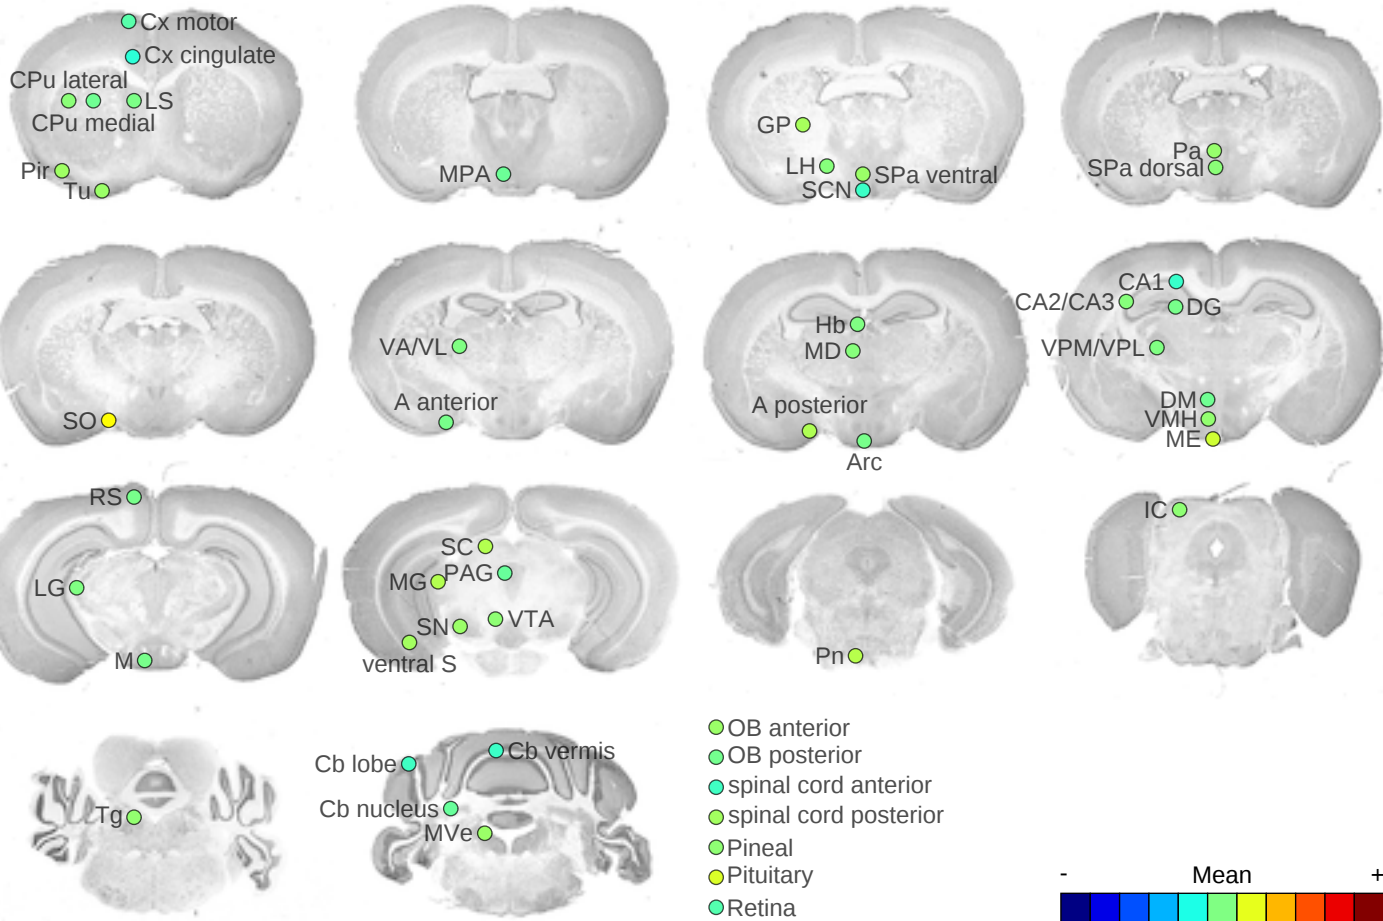 Cx motor
Cx cingulate
CPu lateral
LS
CPu medial
Pir
Tu
MPA
GP
LH
SPa ventral
SCN
Pa
SPa dorsal
SO
VA/VL
A anterior
Hb
MD
A posterior
Arc
CA1
CA2/CA3
DG
VPM/VPL
DM
VMH
ME
RS
LG
M
SC
MG
PAG
SN
VTA
ventral S
Pn
IC
Tg
Cb lobe
Cb vermis
Cb nucleus
MVe
OB anterior
OB posterior
spinal cord anterior
spinal cord posterior
Pineal
Pituitary
Retina
- Mean +